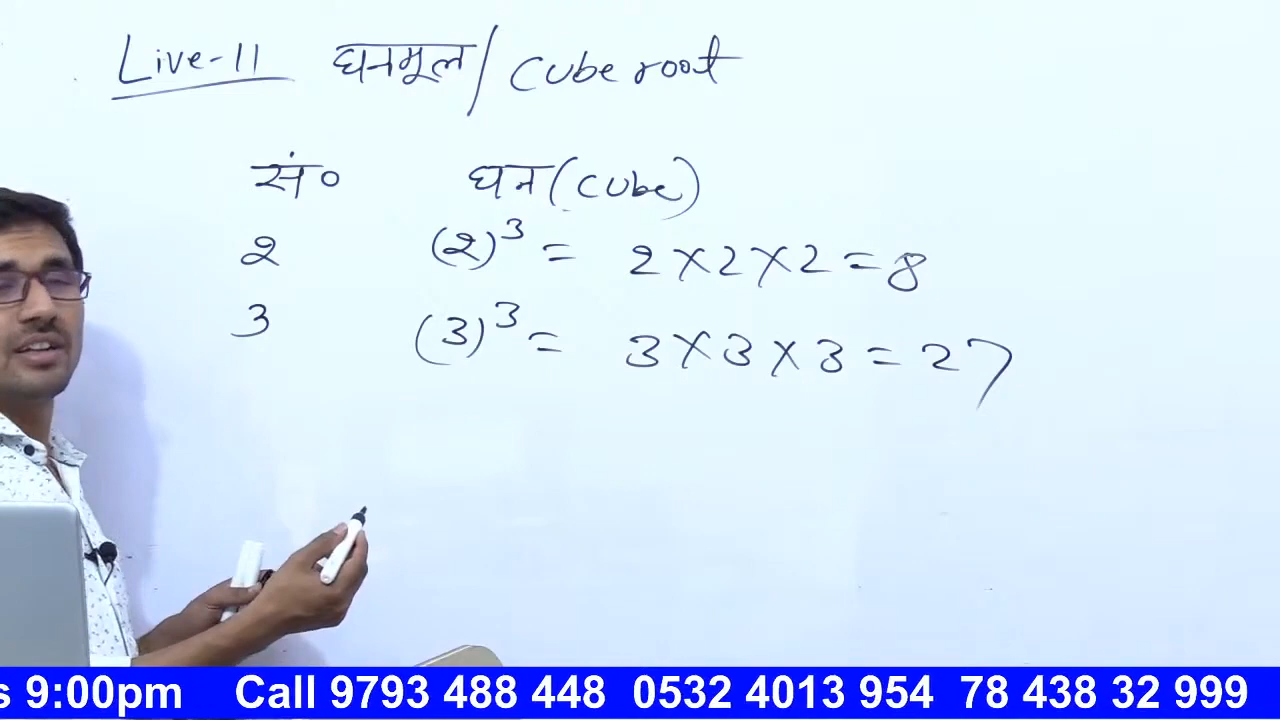 Live-11 घनमूल/Cube root
सं० घन(Cube)
2 (2)³ = 2×2×2=8
3 (3)³ = 3×3×3=27
s 9:00pm Call 9793 488 448 0532 4013 954 78 438 32 999